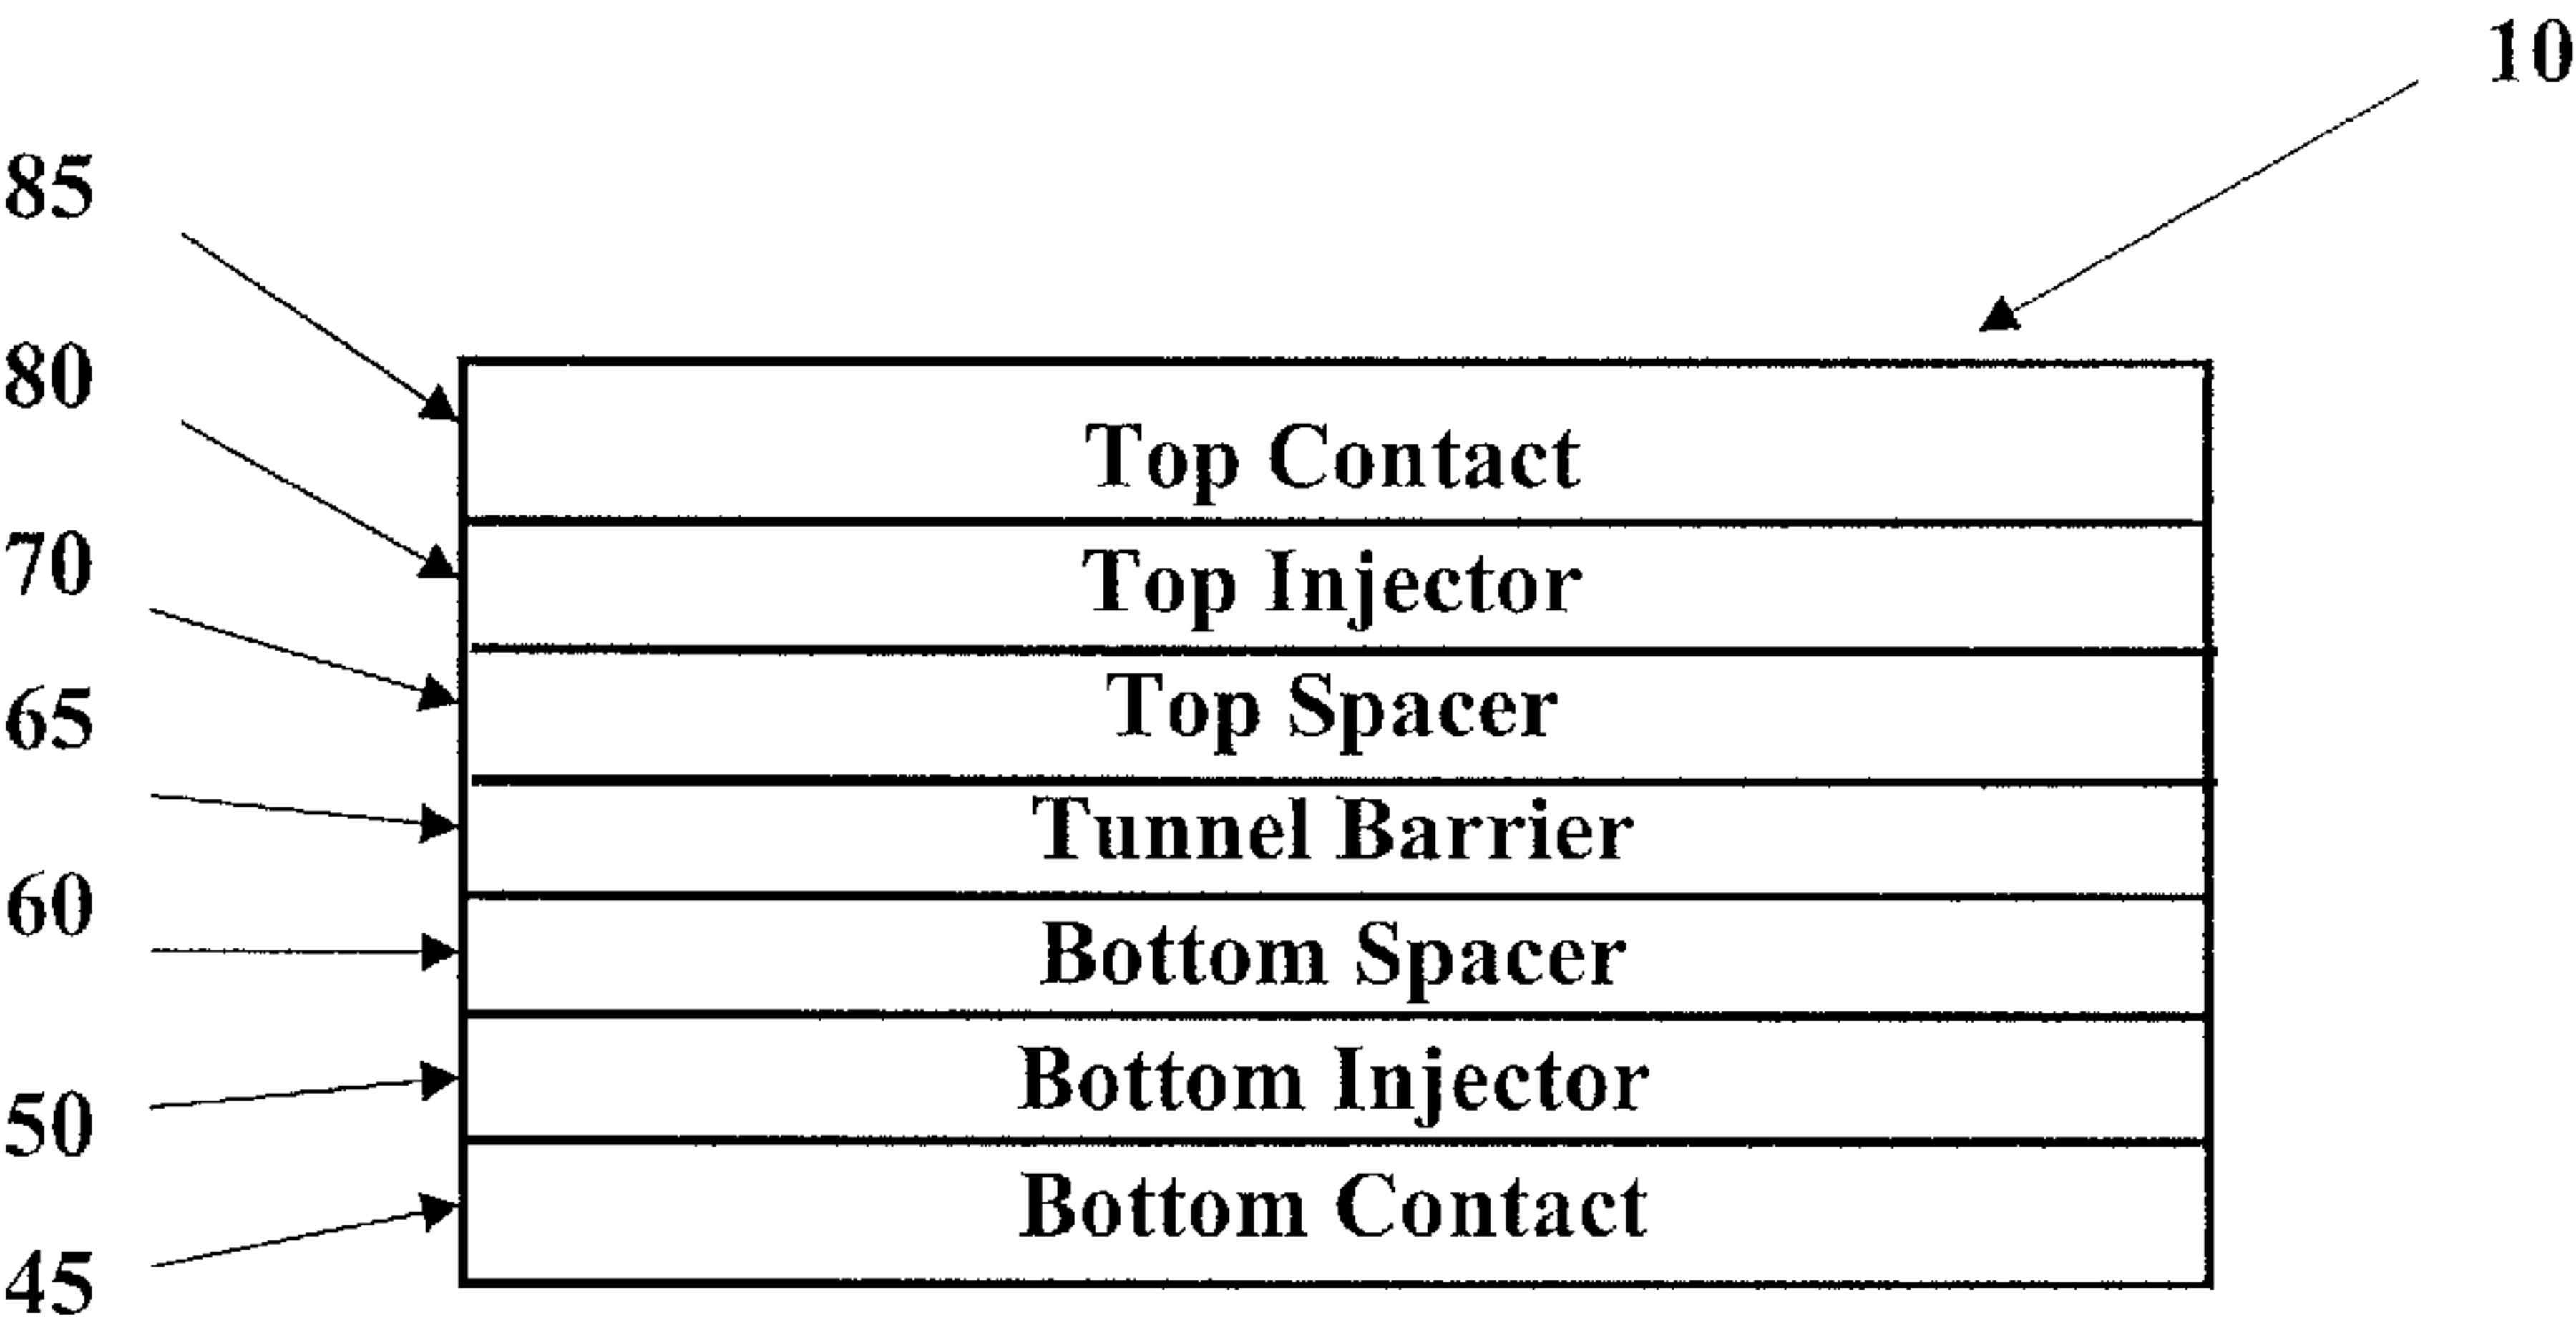 10
85
80
70
65
60
50
45
Top Contact
Top Injector
Top Spacer
Tunnel Barrier
Bottom Spacer
Bottom Injector
Bottom Contact